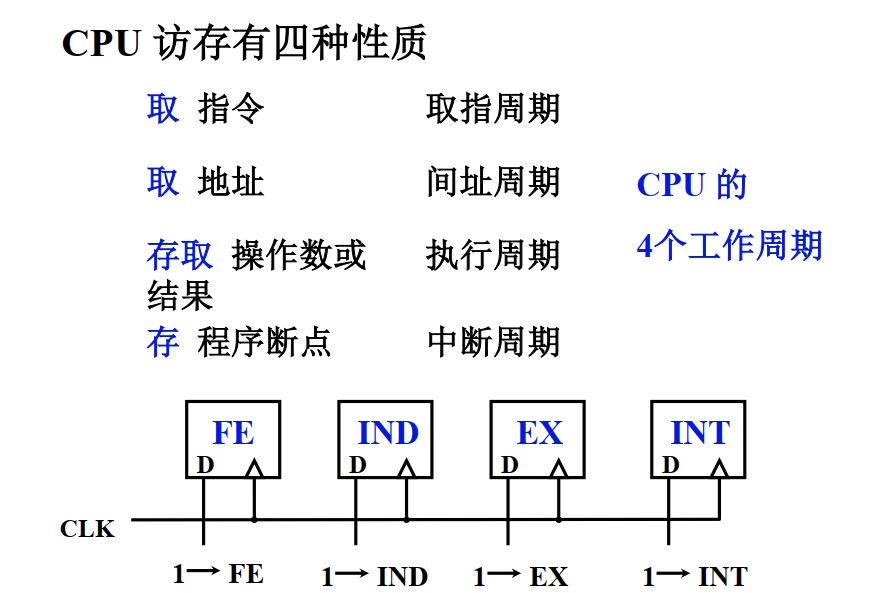 CPU 访存有四种性质
取 指令 取指周期
取 地址 间址周期
CPU 的
存取 操作数或 执行周期
4个工作周期
结果
存 程序断点 中断周期
FE IND EX INT
D D D D
CLK
1→ FE 1→ IND 1→ EX 1→ INT